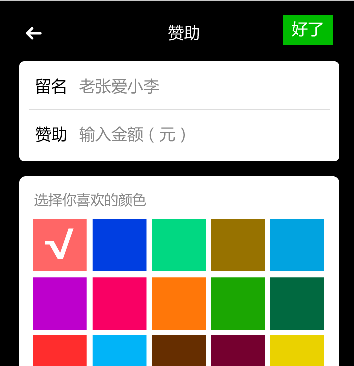 赞助
好了
留名 老张爱小李
赞助 输入金额（元）
选择你喜欢的颜色